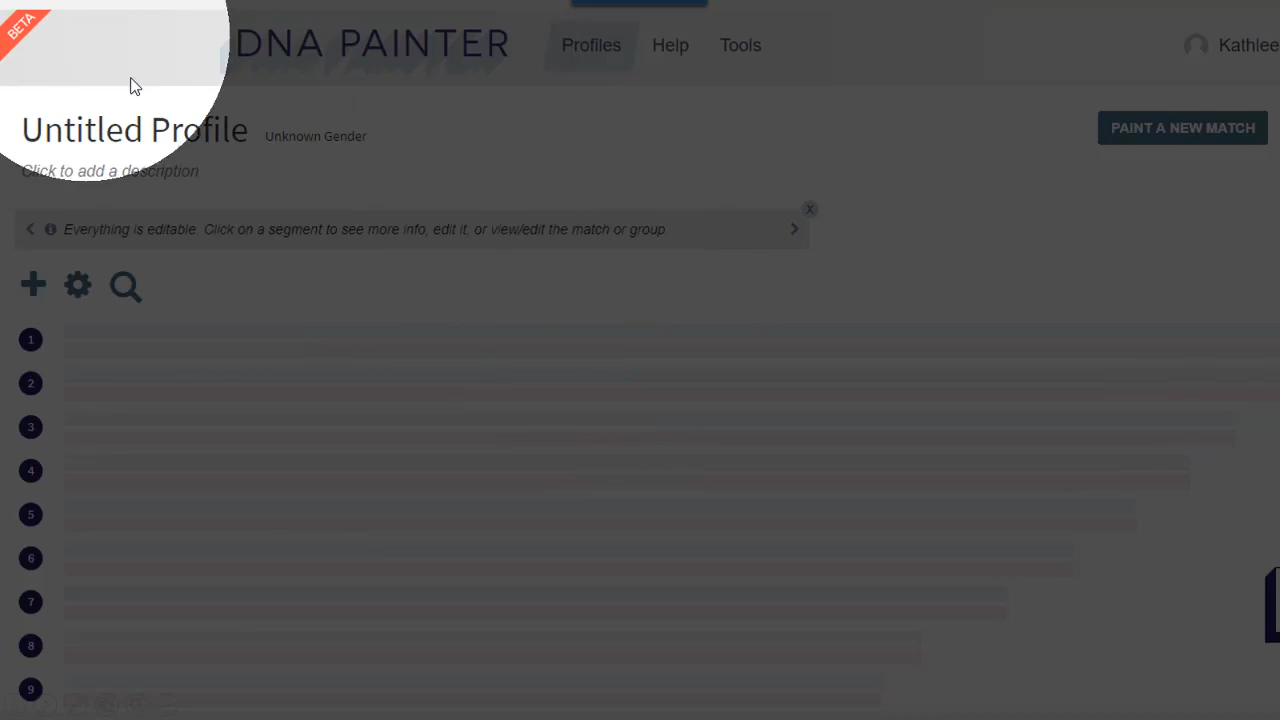 BETA
DNA PAINTER
Profiles Help Tools
Kathlee
Untitled Profile Unknown Gender
PAINT A NEW MATCH
Click to add a description
Everything is editable. Click on a segment to see more info, edit it, or view/edit the match or group
X
1
2
3
4
5
6
7
8
9